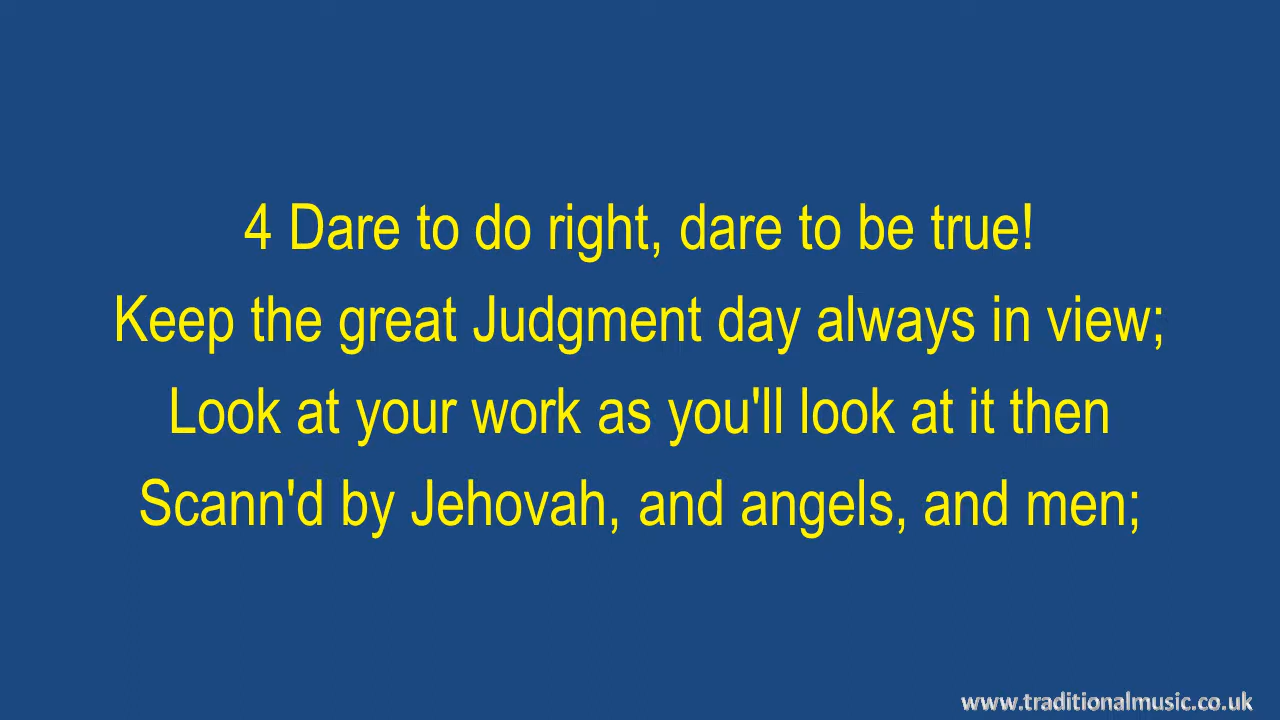 4 Dare to do right, dare to be true!
Keep the great Judgment day always in view;
Look at your work as you'll look at it then
Scann'd by Jehovah, and angels, and men;
www.traditionalmusic.co.uk